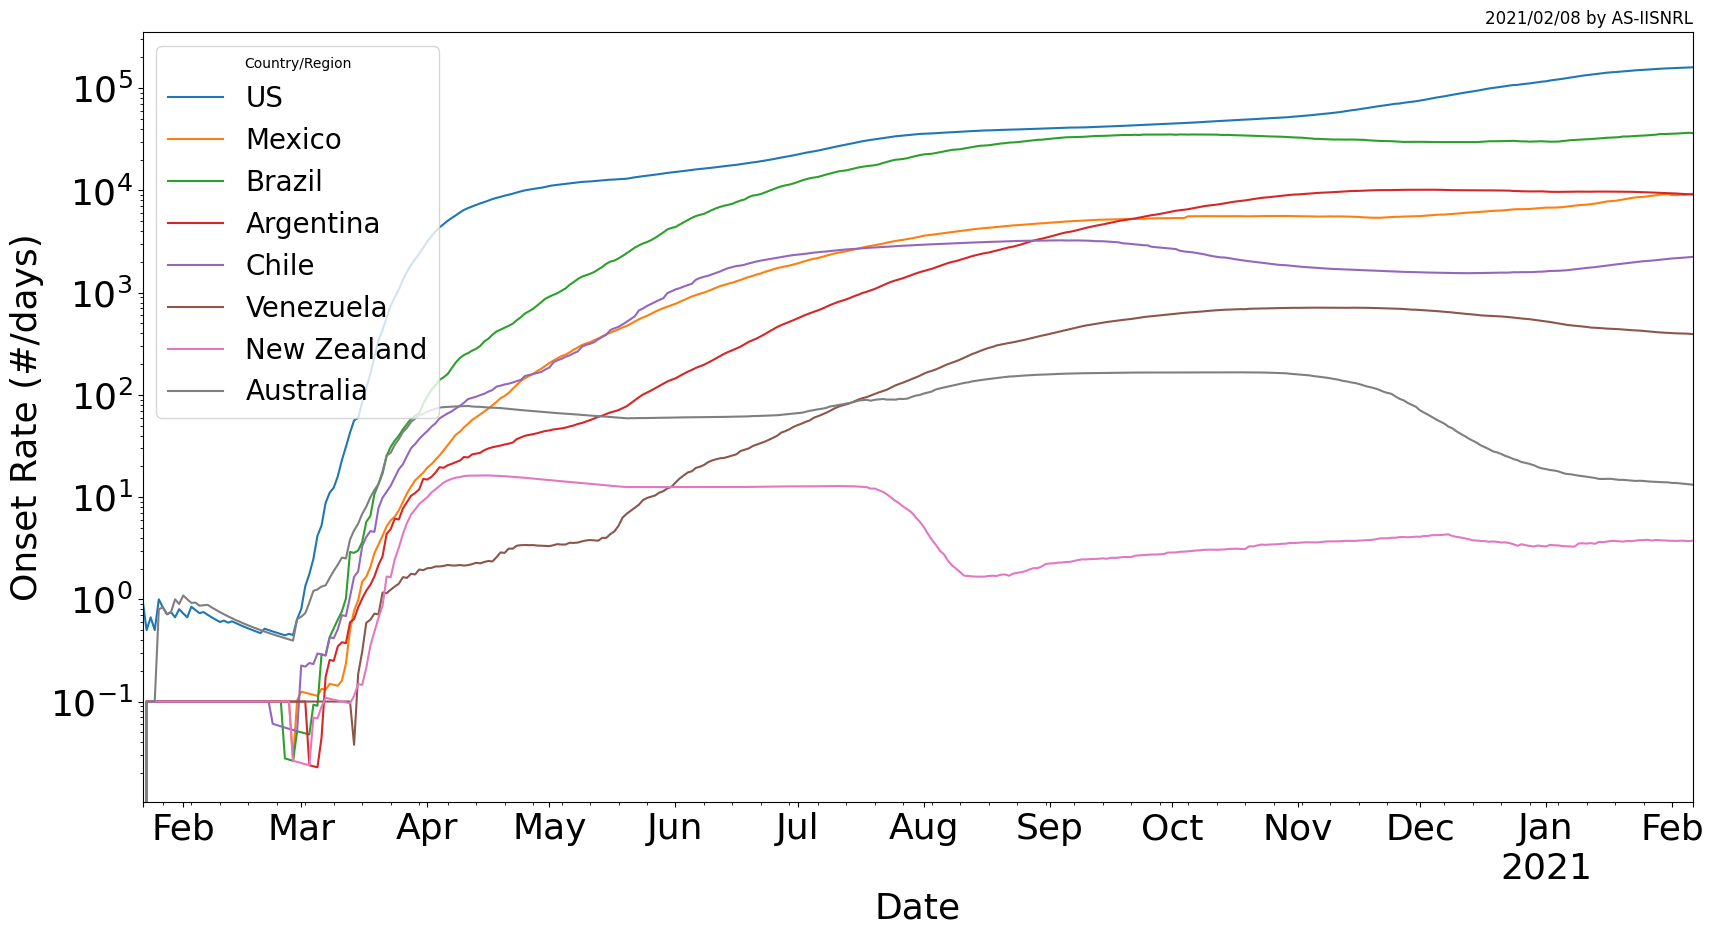 2021/02/08 by AS-IISNRL
Country/Region
US
Mexico
Brazil
Argentina
Chile
Venezuela
New Zealand
Australia
Onset Rate (#/days)
10^5
10^4
10^3
10^2
10^1
10^0
10^−1
Feb Mar Apr May Jun Jul Aug Sep Oct Nov Dec Jan Feb
2021
Date